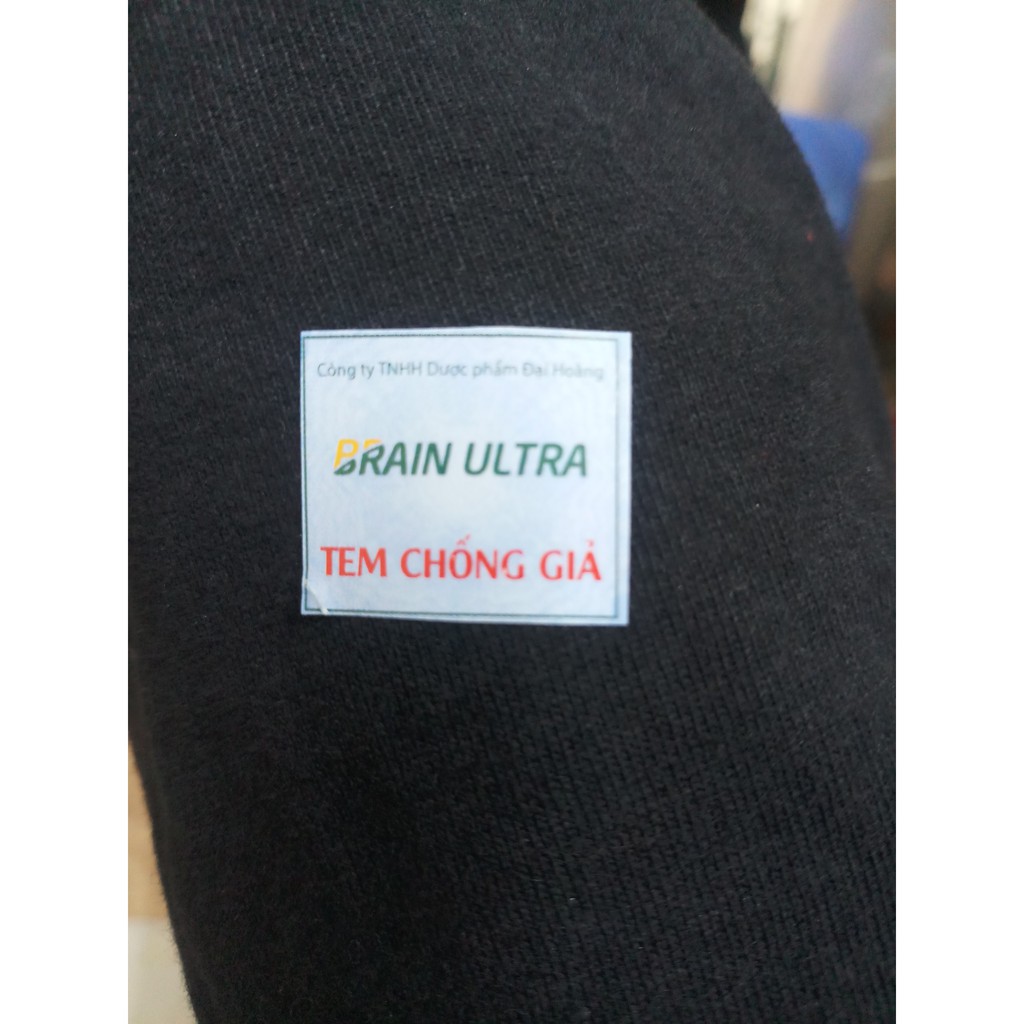 Công ty TNHH Dược phẩm Đại Hoàng
BRAIN ULTRA
TEM CHỐNG GIẢ